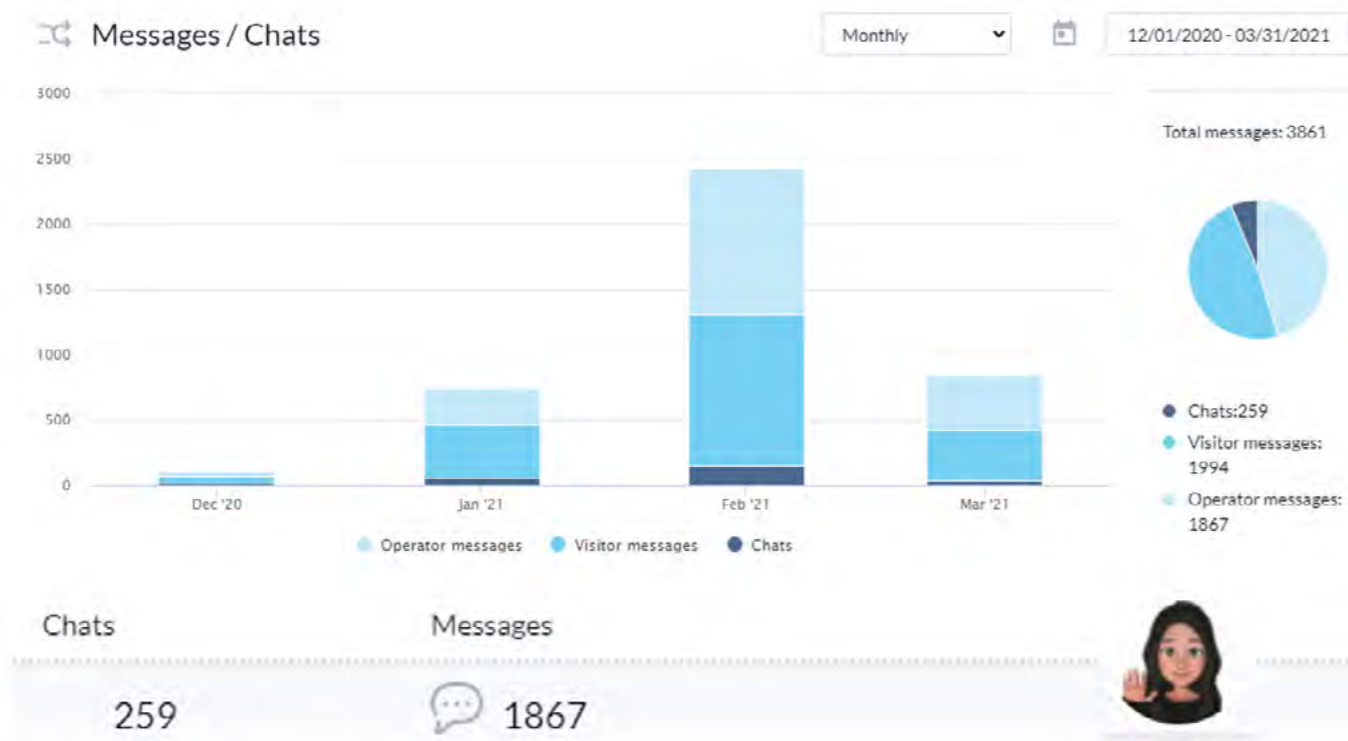 Messages / Chats
Monthly
12/01/2020 - 03/31/2021
3000
2500
2000
1500
1000
500
0
Dec '20
Jan '21
Feb '21
Mar '21
Operator messages
Visitor messages
Chats
Total messages: 3861
Chats:259
Visitor messages:
1994
Operator messages:
1867
Chats
Messages
259
1867